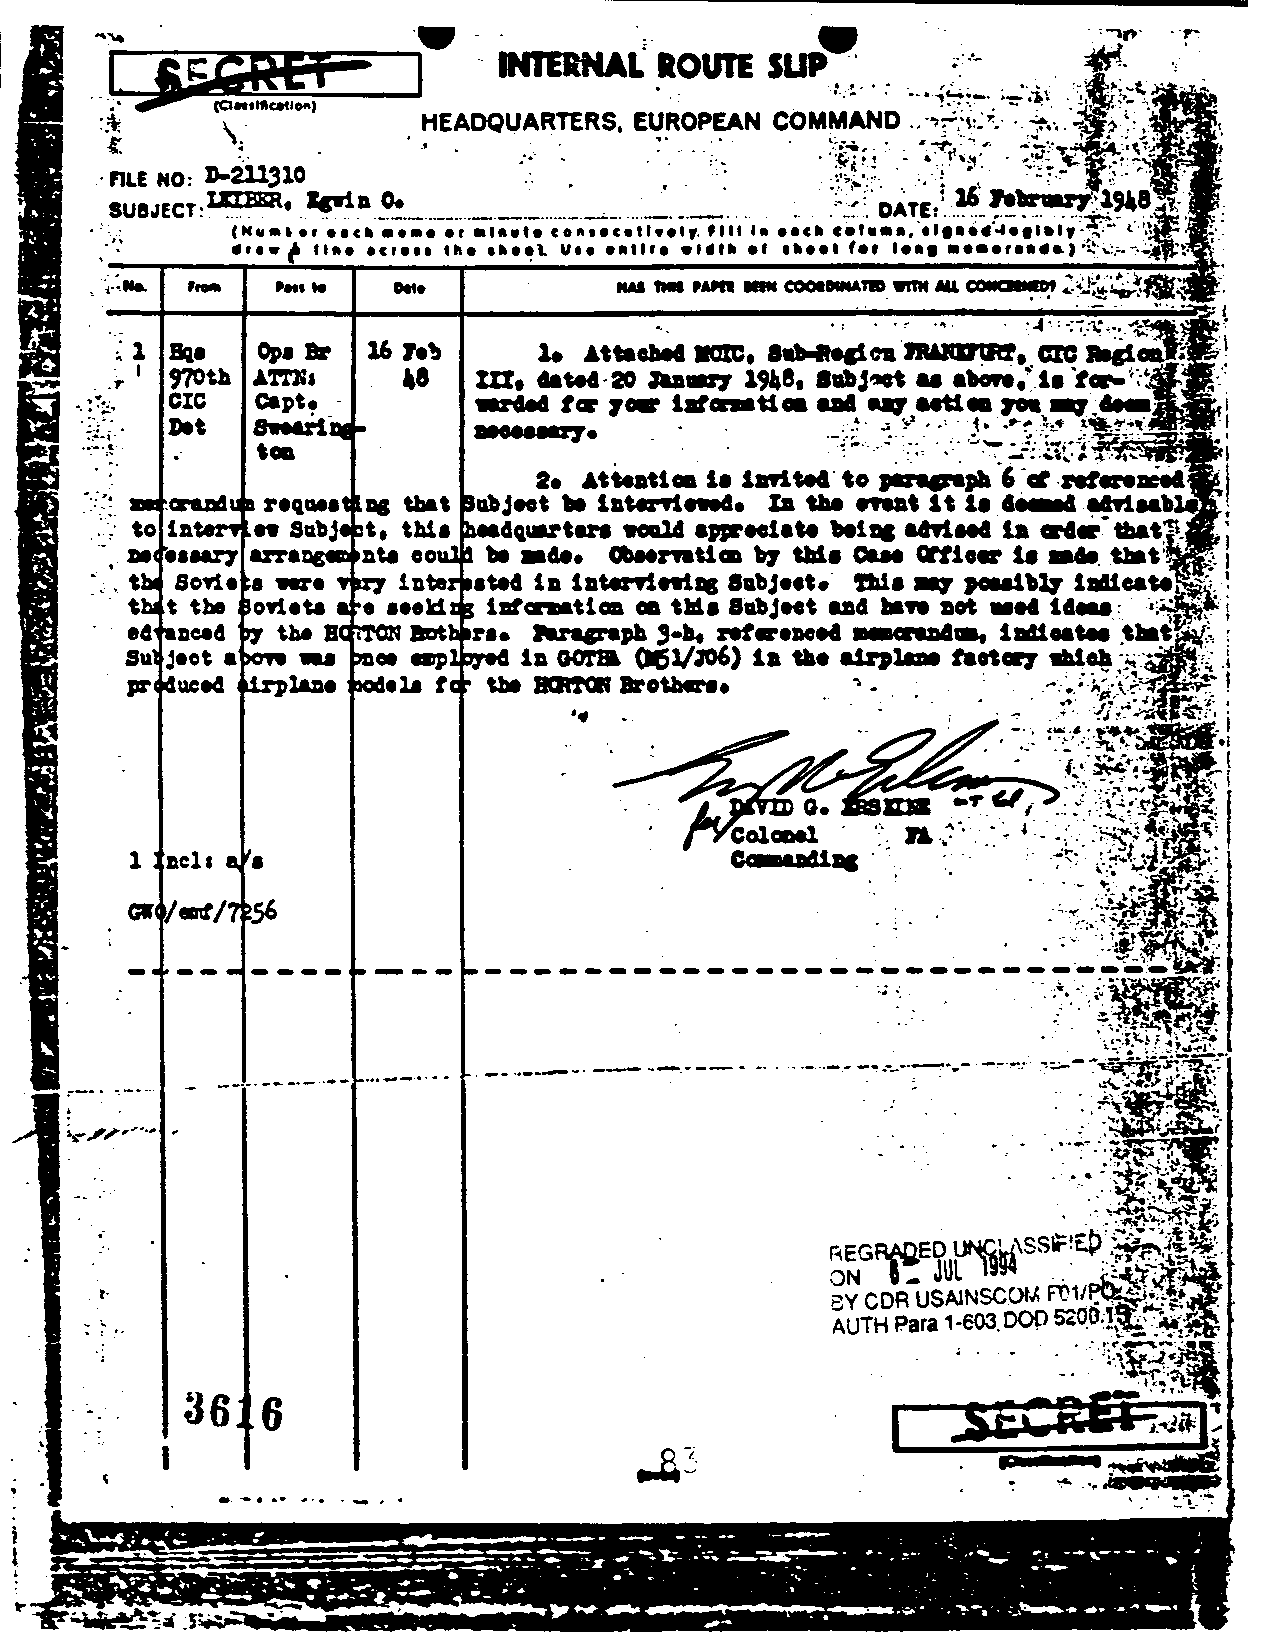 SECRET
(Classification)
INTERNAL ROUTE SLIP
HEADQUARTERS, EUROPEAN COMMAND
FILE NO: D-211310
SUBJECT: LEIBER, Egwin O.
DATE: 16 February 1948
(Number each memo or minute consecutively. Fill in each column, signed legibly
draw a line across the sheet. Use entire width of sheet for long memoranda.)
No. From Pass to Date HAS THIS PAPER BEEN COORDINATED WITH ALL CONCERNED?
1 Hqs Ops Br 16 Feb 1. Attached MOIC, Sub-Region FRANKFURT, CIC Region
970th ATTN: 48 III, dated 20 January 1948, Subject as above, is for-
CIC Capt. warded for your information and any action you may deem
Det Swearing- necessary.
ton
2. Attention is invited to paragraph 6 of referenced
memorandum requesting that Subject be interviewed. In the event it is deemed advisable
to interview Subject, this headquarters would appreciate being advised in order that
necessary arrangements could be made. Observation by this Case Officer is made that
the Soviets were very interested in interviewing Subject. This may possibly indicate
that the Soviets are seeking information on this Subject and have not used ideas
advanced by the HORTON Bothers. Paragraph 3-b, referenced memorandum, indicates that
Subject above was once employed in GOTHA (M51/J06) in the airplane factory which
produced airplane models for the HORTON Brothers.
for DAVID G. ERSKINE
Colonel FA
Commanding
1 Incl: a/s
GWO/emf/7256
REGRADED UNCLASSIFIED
ON JUL 1994
BY CDR USAINSCOM F01/PO
AUTH Para 1-603 DOD 5200.1R
3616
SECRET
83